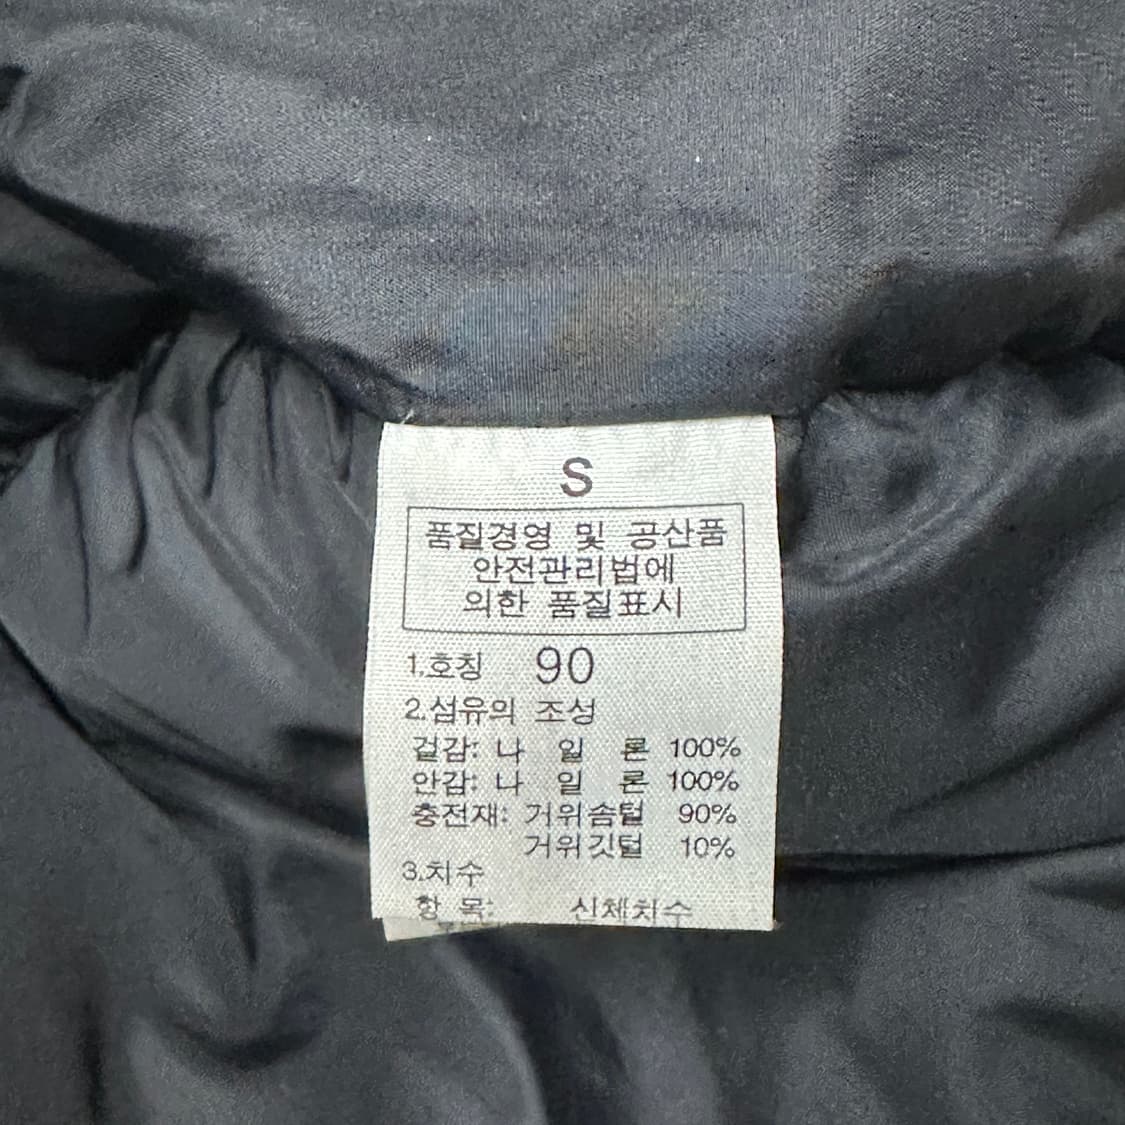 S
품질경영 및 공산품
안전관리법에
의한 품질표시
1.호칭 90
2.섬유의 조성
겉감: 나 일 론 100%
안감: 나 일 론 100%
충전재: 거위솜털 90%
거위깃털 10%
3.치수
항 목: 신체치수